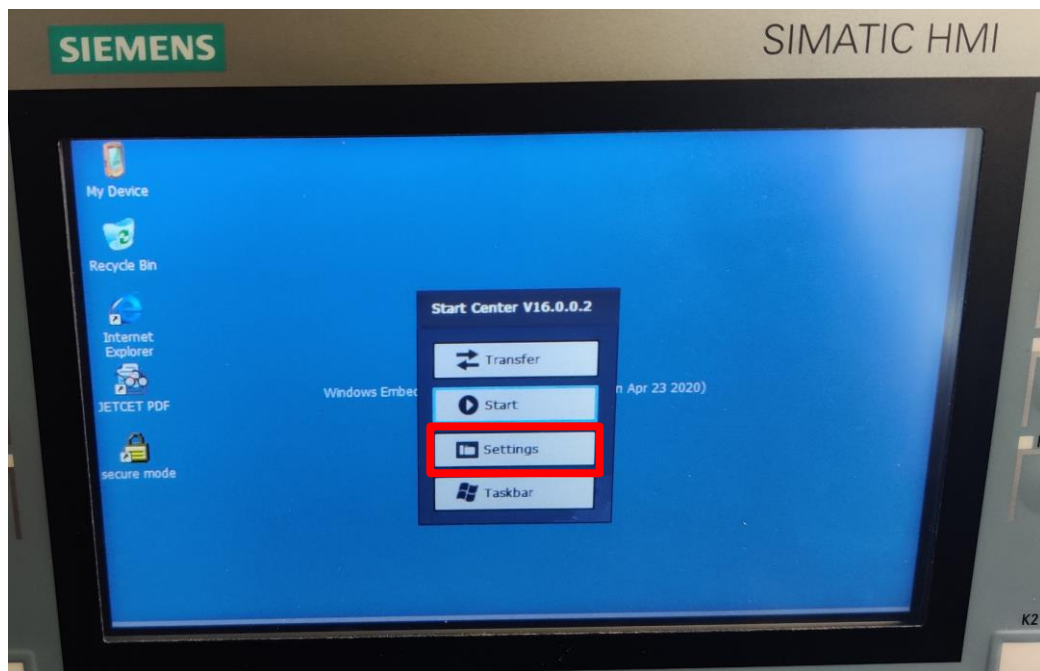 SIEMENS
SIMATIC HMI
My Device
Recycle Bin
Internet
Explorer
JETCET PDF
secure mode
Start Center V16.0.0.2
Transfer
Start
Settings
Taskbar
Windows Embe
n Apr 23 2020)
K2